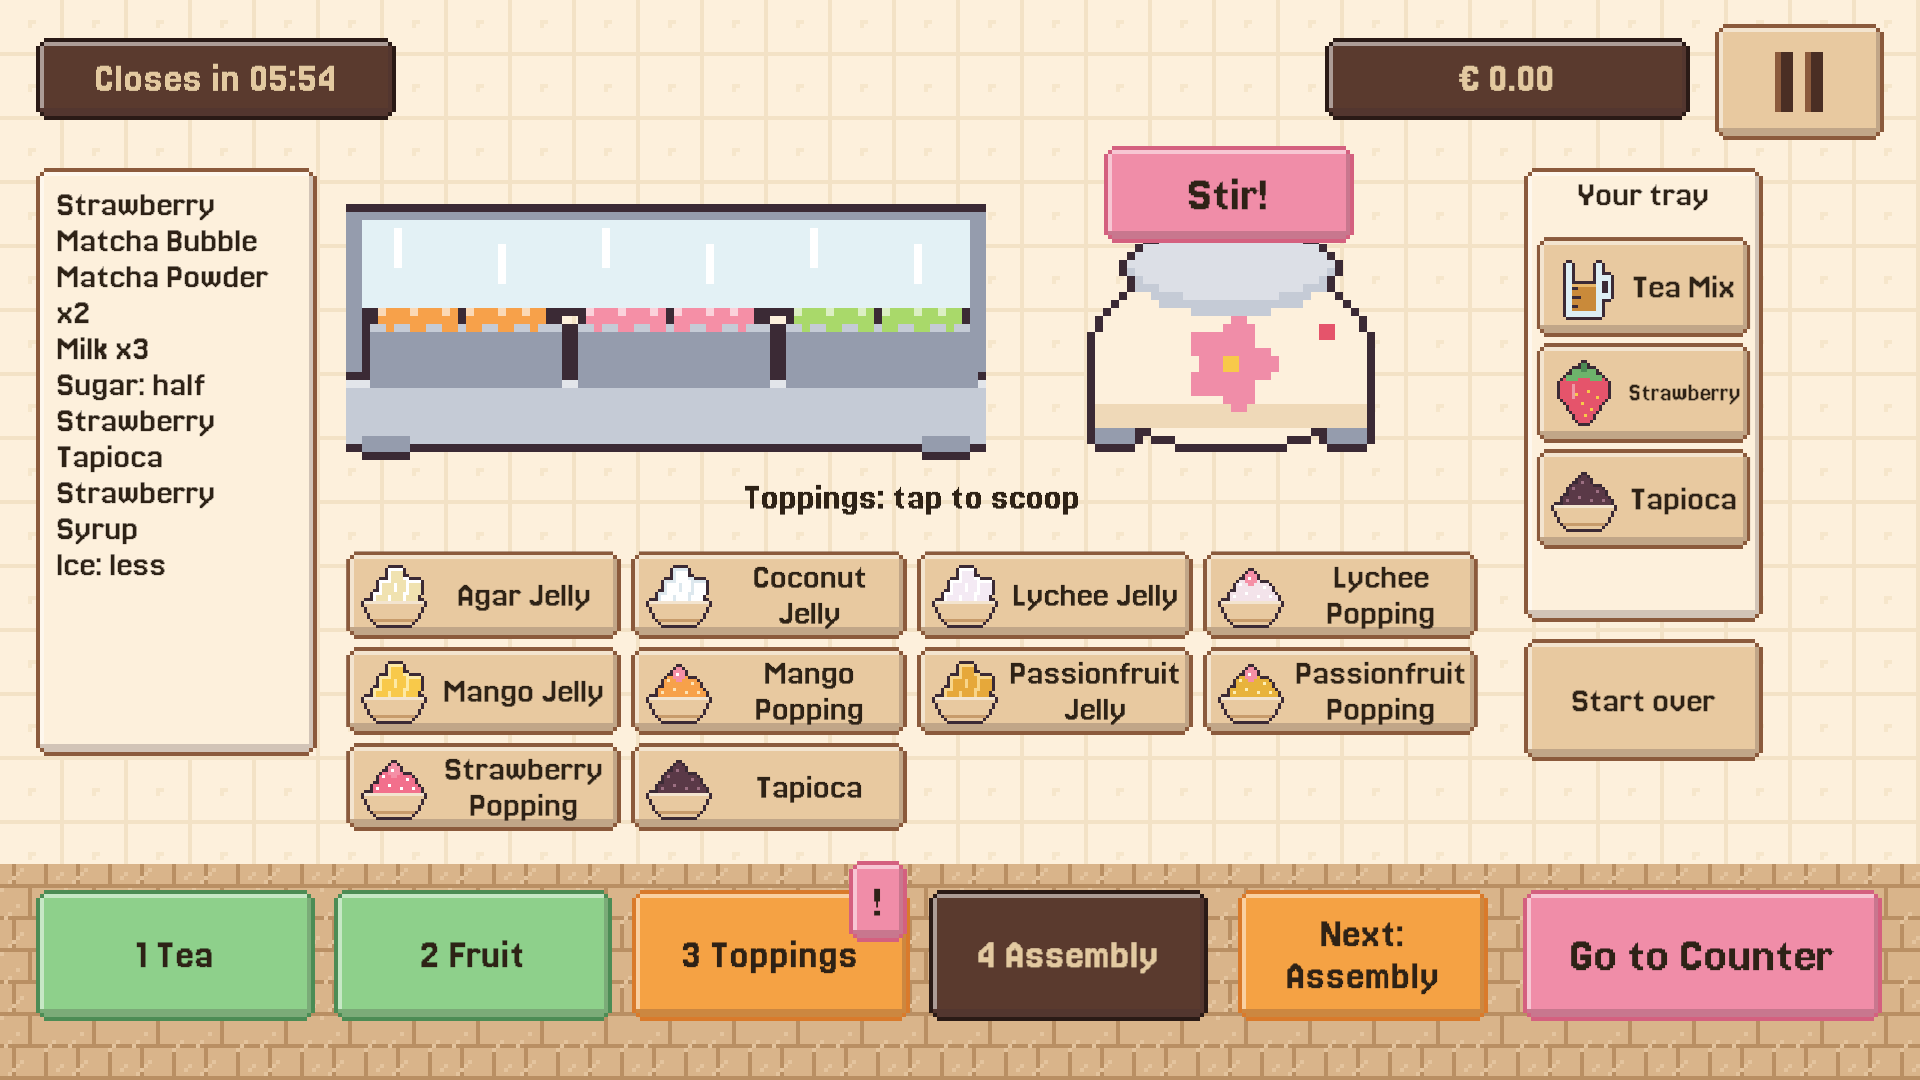 Closes in 05:54
€ 0.00
Strawberry
Matcha Bubble
Matcha Powder
x2
Milk x3
Sugar: half
Strawberry
Tapioca
Strawberry
Syrup
Ice: less
Stir!
Your tray
Tea Mix
Strawberry
Tapioca
Start over
Toppings: tap to scoop
Agar Jelly
Coconut
Jelly
Lychee Jelly
Lychee
Popping
Mango Jelly
Mango
Popping
Passionfruit
Jelly
Passionfruit
Popping
Strawberry
Popping
Tapioca
1 Tea
2 Fruit
3 Toppings
!
4 Assembly
Next:
Assembly
Go to Counter